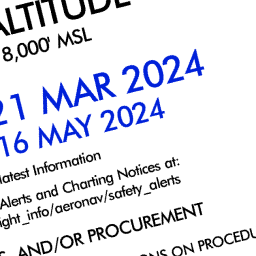 ALTITUDE
8,000' MSL
21 MAR 2024
16 MAY 2024
latest Information
Alerts and Charting Notices at:
ight_info/aeronav/safety_alerts
AND/OR PROCUREMENT
ONS ON PROCEDU